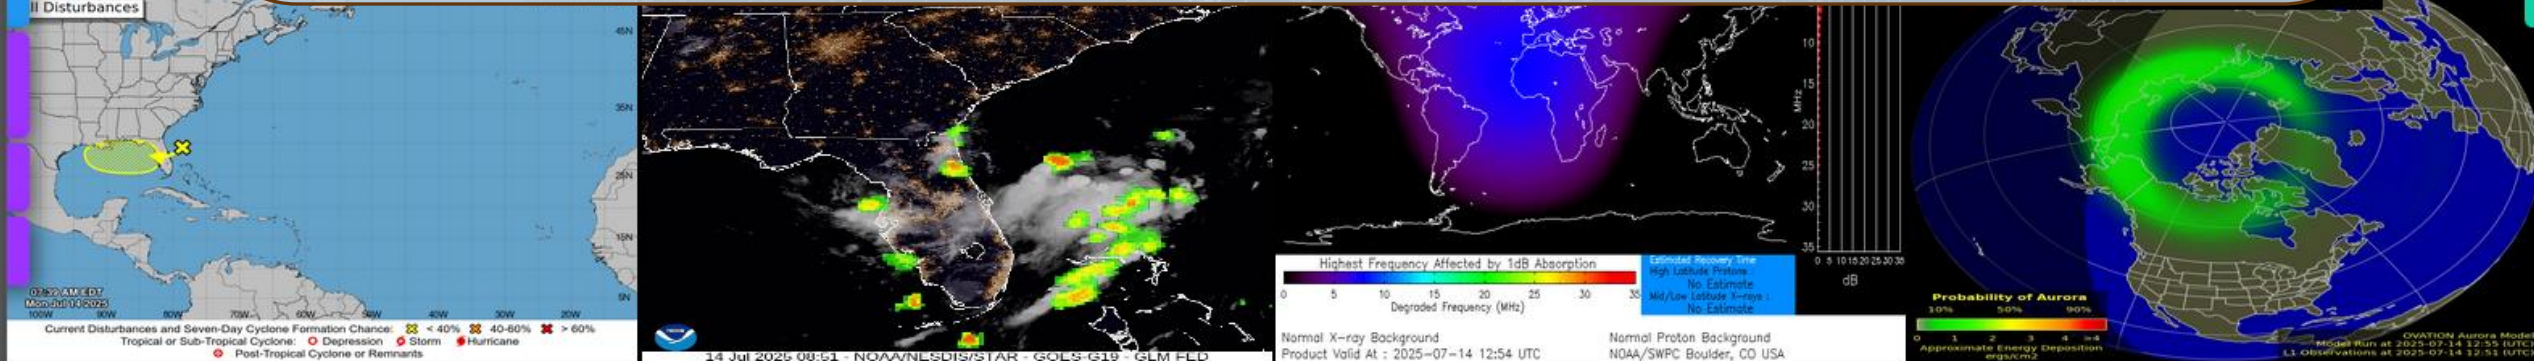 ll Disturbances
45N
35N
25N
15N
5N
07:39 AM EDT
Mon Jul 14 2025
100W 90W 80W 70W 60W 50W 40W 30W 20W
Current Disturbances and Seven-Day Cyclone Formation Chance: < 40% 40-60% > 60%
Tropical or Sub-Tropical Cyclone: Depression Storm Hurricane
Post-Tropical Cyclone or Remnants
14 Jul 2025 08:51 - NOAA/NESDIS/STAR - GOES-G19 - GLM FED
10
15
20
25
30
35
MHz
0 5 10 15 20 25 30 35
dB
Highest Frequency Affected by 1dB Absorption
0 5 10 15 20 25 30 35
Degraded Frequency (MHz)
Estimated Recovery Time
High Latitude Protons :
No Estimate
Mid/Low Latitude X-rays :
No Estimate
Normal X-ray Background
Product Valid At : 2025-07-14 12:54 UTC
Normal Proton Background
NOAA/SWPC Boulder, CO USA
Probability of Aurora
10% 50% 90%
0 1 2 3 4 >=4
Approximate Energy Deposition
ergs/cm2
OVATION Aurora Model
Model Run at 2025-07-14 12:55 (UTC)
L1 Observations at 2025-07-14 12:51 (UTC)